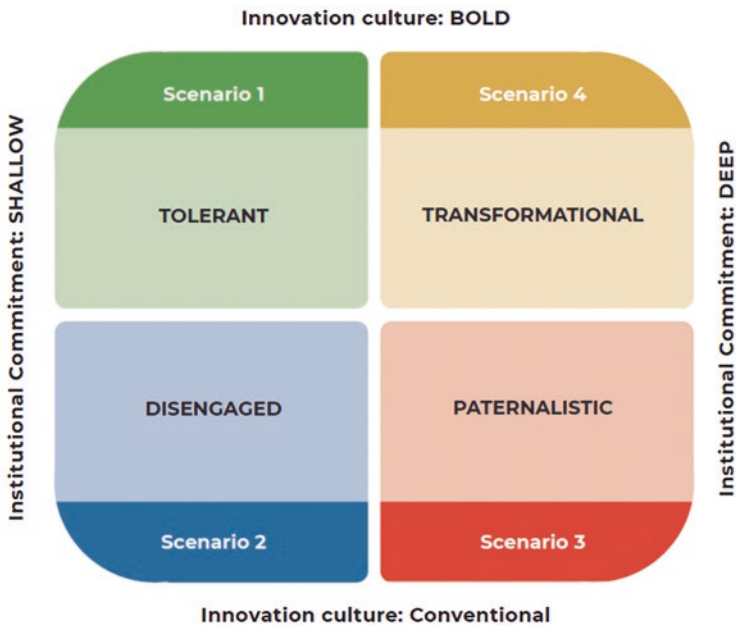 Innovation culture: BOLD
Institutional Commitment: SHALLOW
Scenario 1
TOLERANT
Scenario 4
TRANSFORMATIONAL
Institutional Commitment: DEEP
DISENGAGED
Scenario 2
PATERNALISTIC
Scenario 3
Innovation culture: Conventional